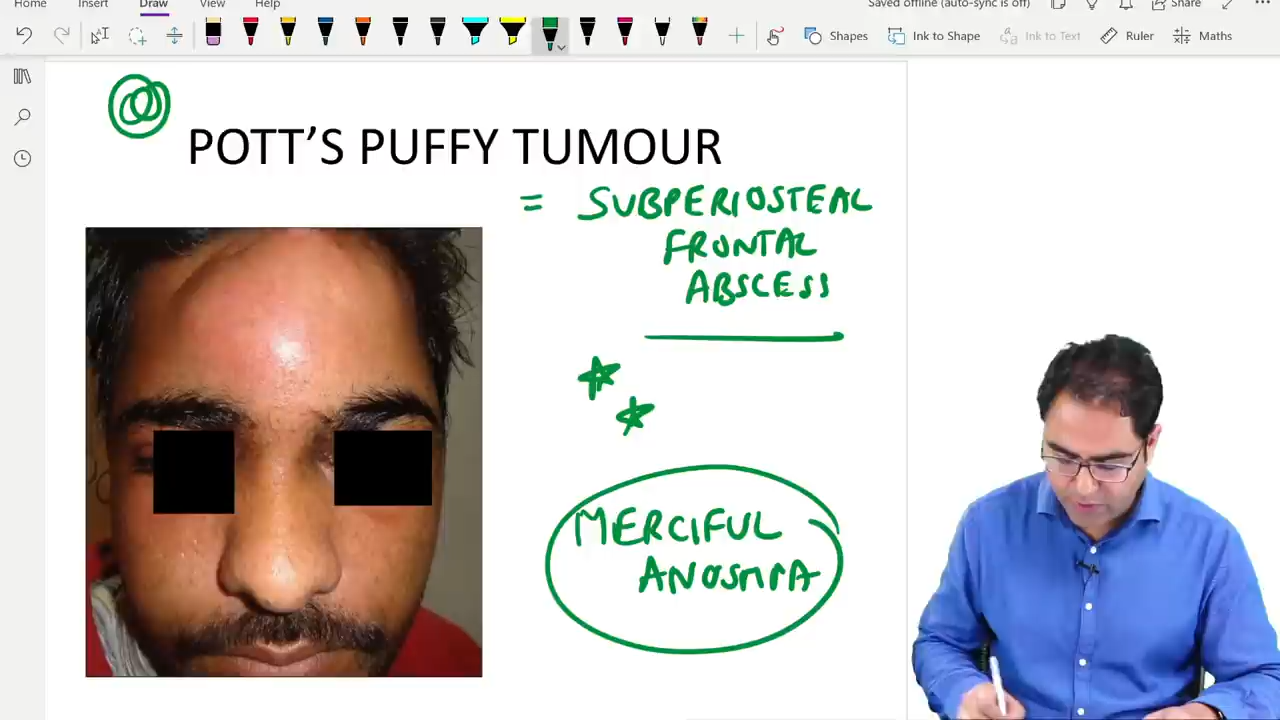 Home Insert Draw View Help Saved offline (auto-sync is off) Share
Shapes Ink to Shape Ink to Text Ruler Maths
POTT'S PUFFY TUMOUR
= SUBPERIOSTEAL
FRONTAL
ABSCESS
MERCIFUL
ANOSMIA